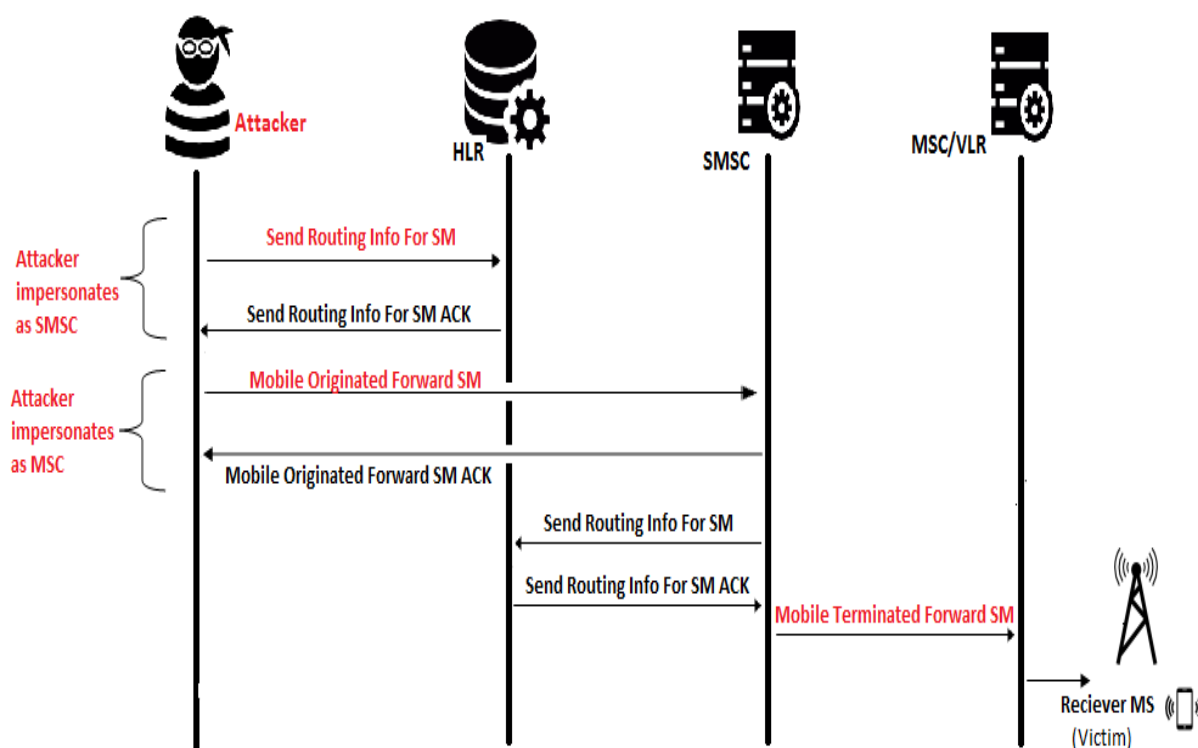 Attacker
HLR
SMSC
MSC/VLR
Attacker
impersonates
as SMSC
Send Routing Info For SM
Send Routing Info For SM ACK
Attacker
impersonates
as MSC
Mobile Originated Forward SM
Mobile Originated Forward SM ACK
Send Routing Info For SM
Send Routing Info For SM ACK
Mobile Terminated Forward SM
Reciever MS
(Victim)